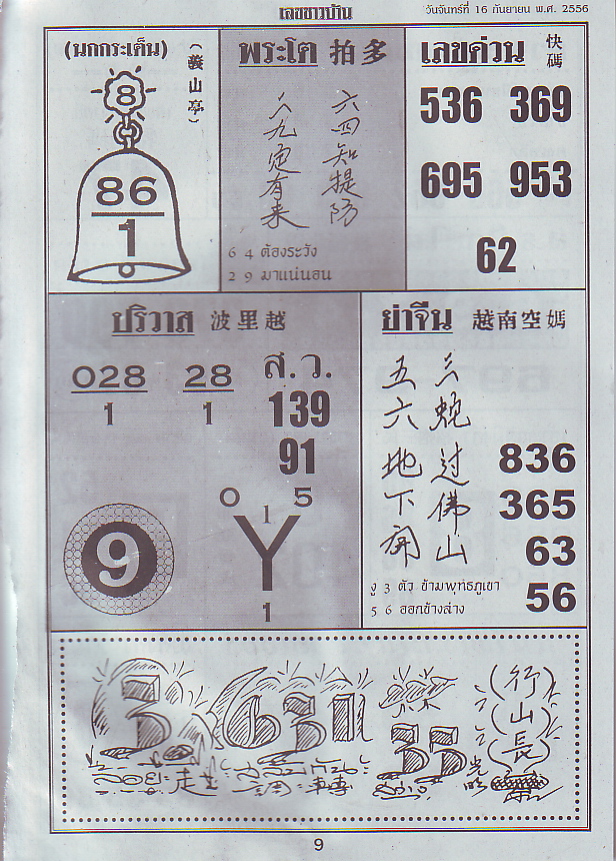 เลขชาวบ้าน
วันจันทร์ที่ 16 กันยายน พ.ศ. 2556
(นกกระเต็น)
(義山亭)
8
86
1
พระโต 拍多
六四知提防
八九定有来
6 4 ต้องระวัง
2 9 มาแน่นอน
เลขด่วน 快碼
536 369
695 953
62
ปริวาส 波里越
028
1
28
1
ส.ว.
139
91
9
0 5
1
Y
1
ย่าจีน 越南空媽
三蛇过佛山
五六地下开
836
365
63
56
งู 3 ตัว ข้ามพุทธภูเขา
5 6 ออกข้างล่าง
35
(行山長)
9